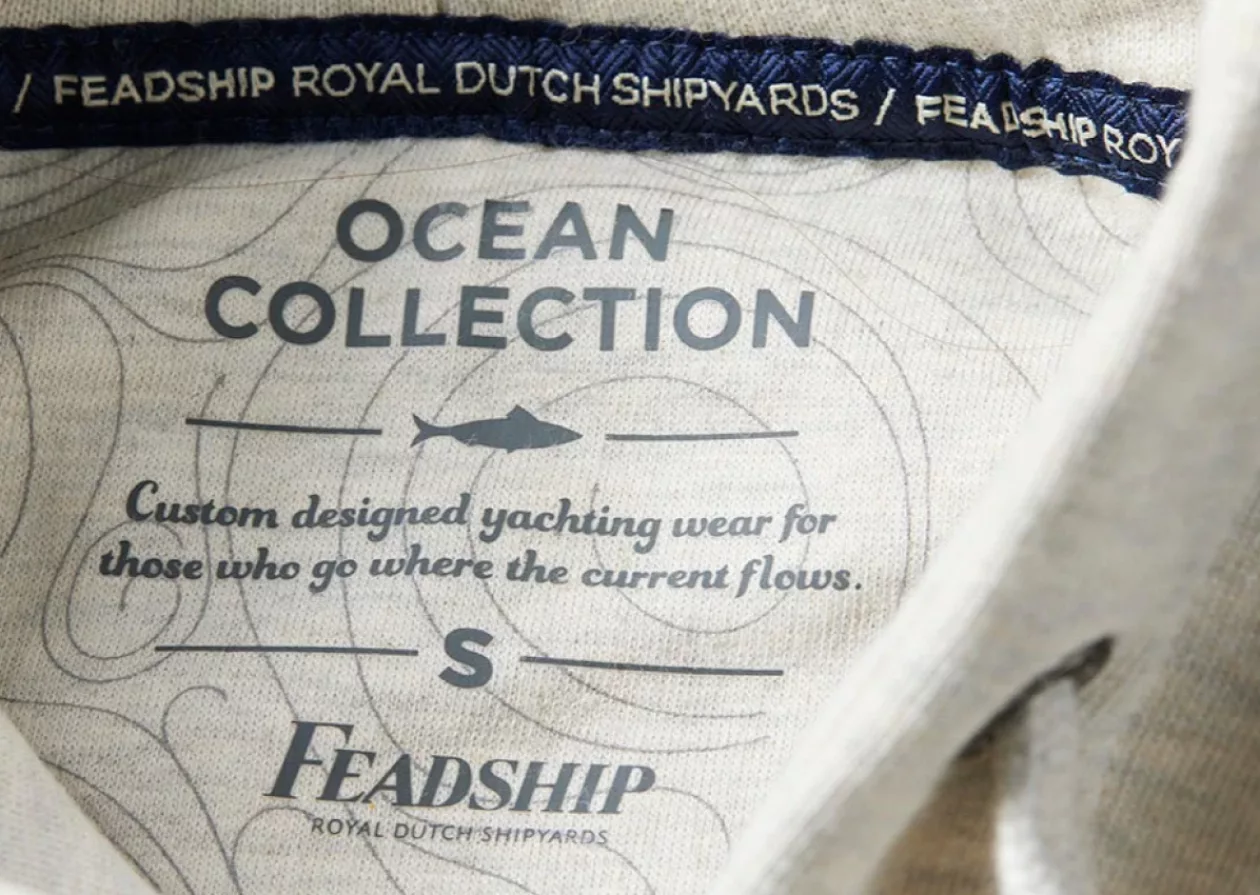 / FEADSHIP ROYAL DUTCH SHIPYARDS / FEADSHIP ROY
OCEAN
COLLECTION
Custom designed yachting wear for
those who go where the current flows.
S
FEADSHIP
ROYAL DUTCH SHIPYARDS